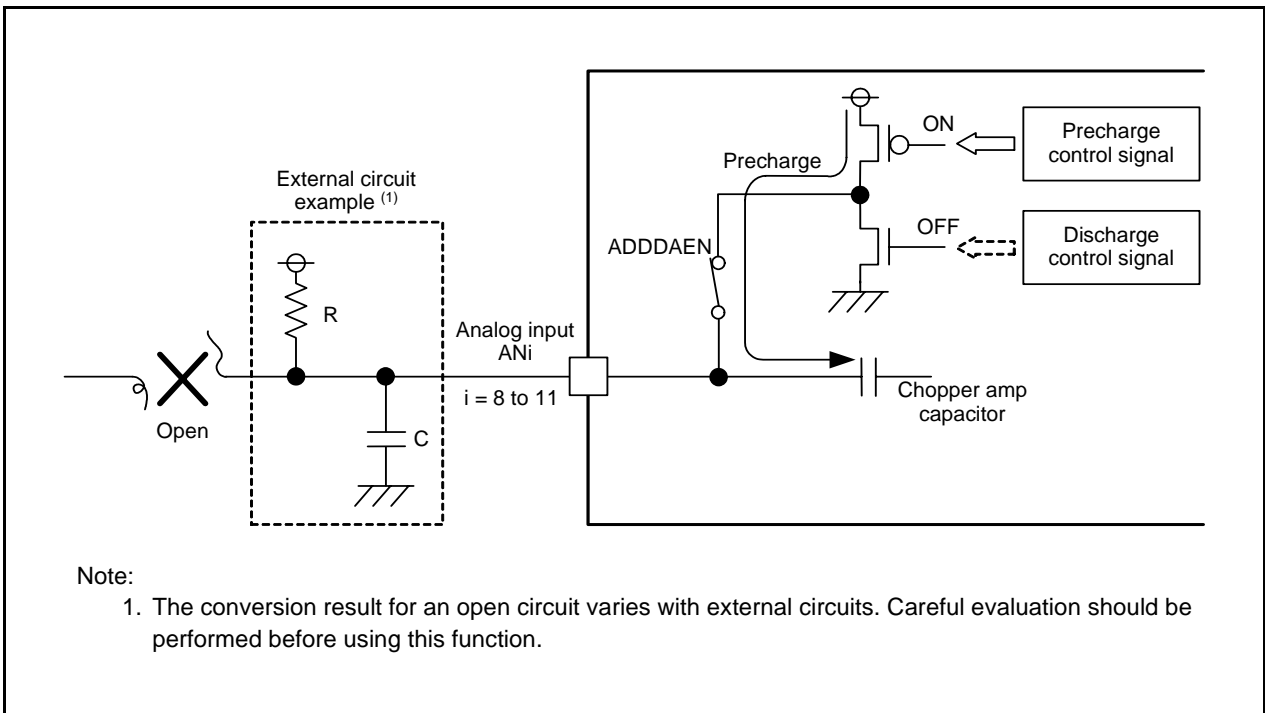 ON
Precharge
control signal
Precharge
External circuit
example (1)
OFF
Discharge
control signal
ADDDAEN
R
Analog input
ANi
i = 8 to 11
Open
C
Chopper amp
capacitor
Note:
1. The conversion result for an open circuit varies with external circuits. Careful evaluation should be
performed before using this function.